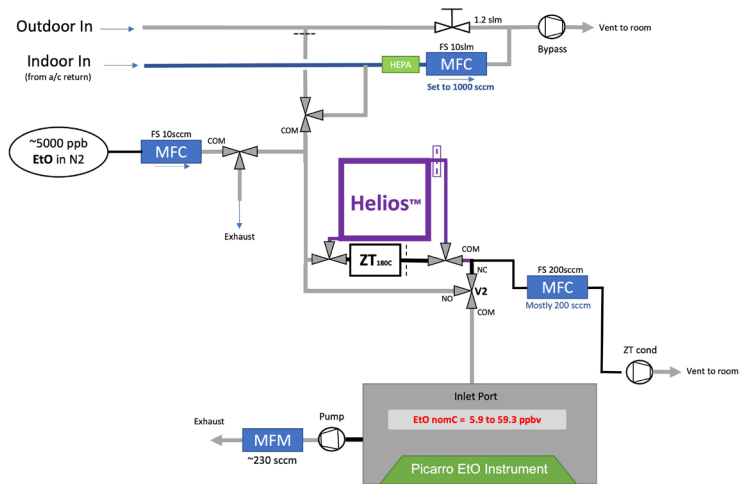 Outdoor In
1.2 slm
Vent to room
Bypass
Indoor In
(from a/c return)
HEPA
FS 10slm
MFC
Set to 1000 sccm
COM
~5000 ppb
EtO in N2
FS 10sccm
MFC
COM
Exhaust
Helios™
ZT180C
COM
NC
NO
V2
COM
FS 200sccm
MFC
Mostly 200 sccm
ZT cond
Vent to room
Inlet Port
EtO nomC = 5.9 to 59.3 ppbv
Exhaust
Pump
MFM
~230 sccm
Picarro EtO Instrument